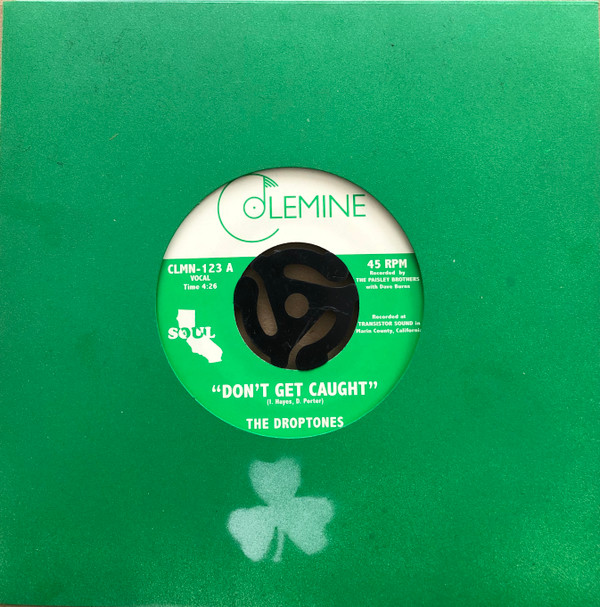 COLEMINE
CLMN-123 A
VOCAL
Time 4:26
45 RPM
Recorded by
THE PAISLEY BROTHERS
with Dave Burns
SOUL
Recorded at
TRANSISTOR SOUND in
Marin County, California
"DON'T GET CAUGHT"
(I. Hayes, D. Porter)
THE DROPTONES